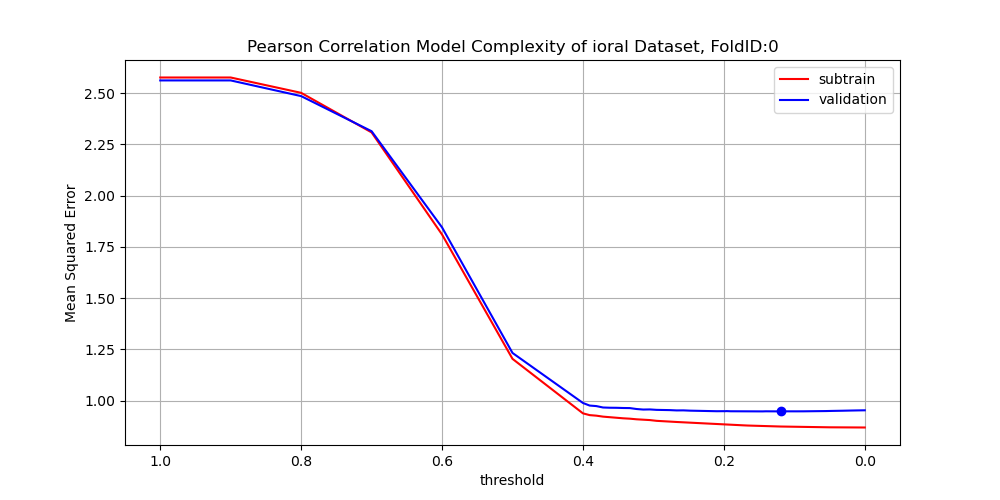 Pearson Correlation Model Complexity of ioral Dataset, FoldID:0
subtrain
validation
Mean Squared Error
2.50
2.25
2.00
1.75
1.50
1.25
1.00
1.0 0.8 0.6 0.4 0.2 0.0
threshold